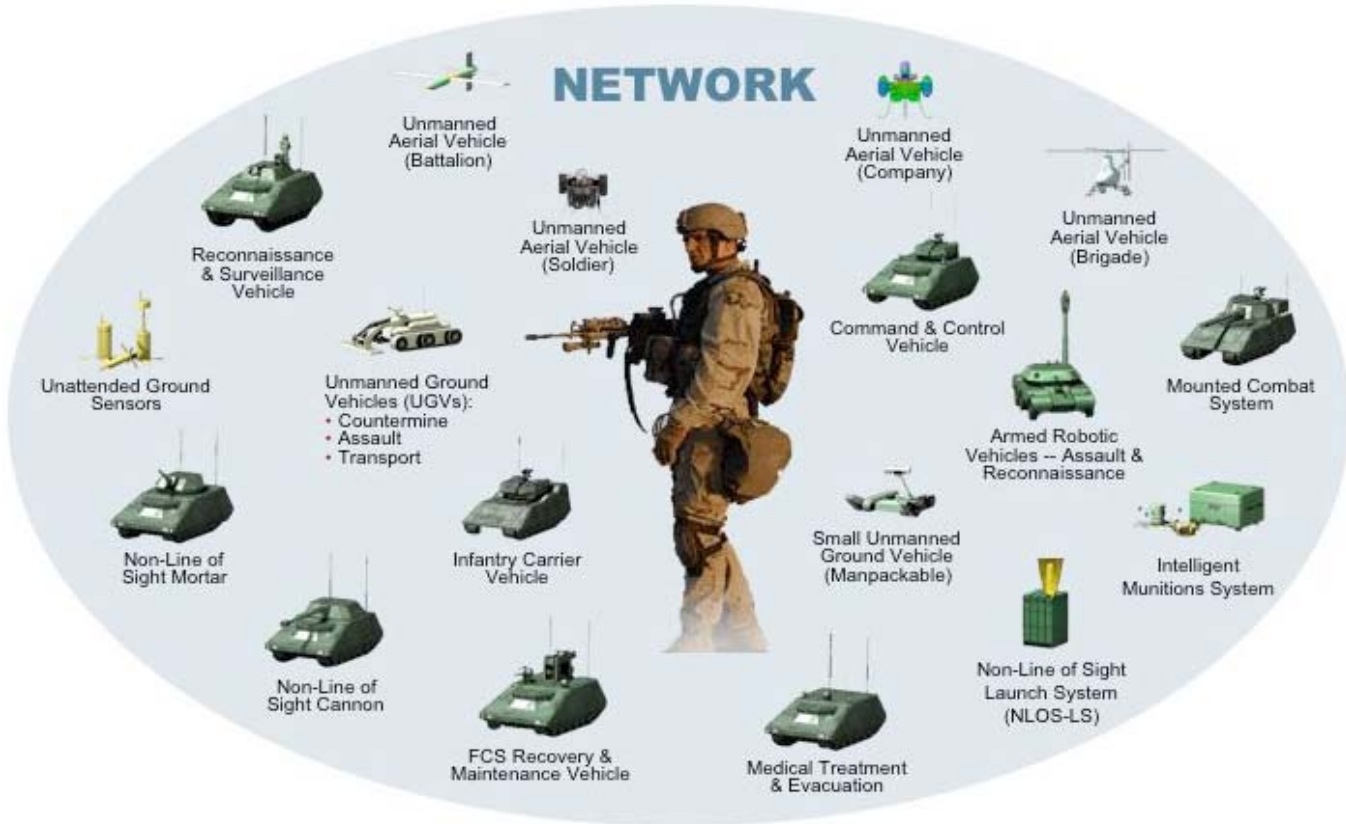 NETWORK
Unmanned
Aerial Vehicle
(Battalion)
Unmanned
Aerial Vehicle
(Company)
Unmanned
Aerial Vehicle
(Soldier)
Unmanned
Aerial Vehicle
(Brigade)
Reconnaissance
& Surveillance
Vehicle
Command & Control
Vehicle
Unattended Ground
Sensors
Unmanned Ground
Vehicles (UGVs):
• Countermine
• Assault
• Transport
Mounted Combat
System
Armed Robotic
Vehicles -- Assault &
Reconnaissance
Non-Line of
Sight Mortar
Infantry Carrier
Vehicle
Small Unmanned
Ground Vehicle
(Manpackable)
Intelligent
Munitions System
Non-Line of
Sight Cannon
Non-Line of Sight
Launch System
(NLOS-LS)
FCS Recovery &
Maintenance Vehicle
Medical Treatment
& Evacuation